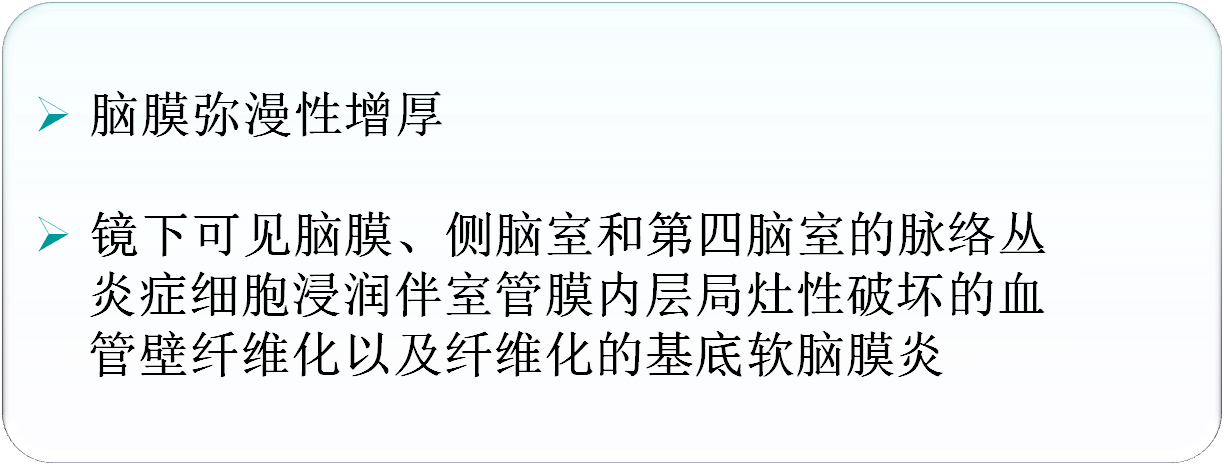 脑膜弥漫性增厚
镜下可见脑膜、侧脑室和第四脑室的脉络丛
炎症细胞浸润伴室管膜内层局灶性破坏的血
管壁纤维化以及纤维化的基底软脑膜炎